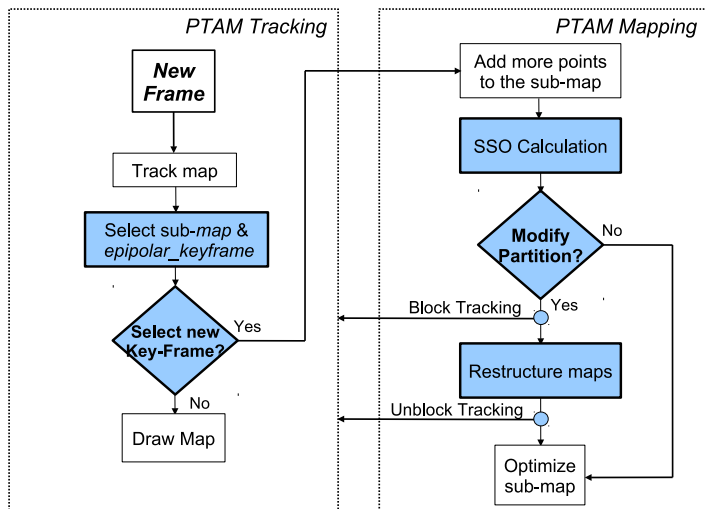 PTAM Tracking
New
Frame
Track map
Select sub-map &
epipolar_keyframe
Select new
Key-Frame?
Yes
No
Draw Map
PTAM Mapping
Add more points
to the sub-map
SSO Calculation
Modify
Partition?
No
Yes
Block Tracking
Restructure maps
Unblock Tracking
Optimize
sub-map